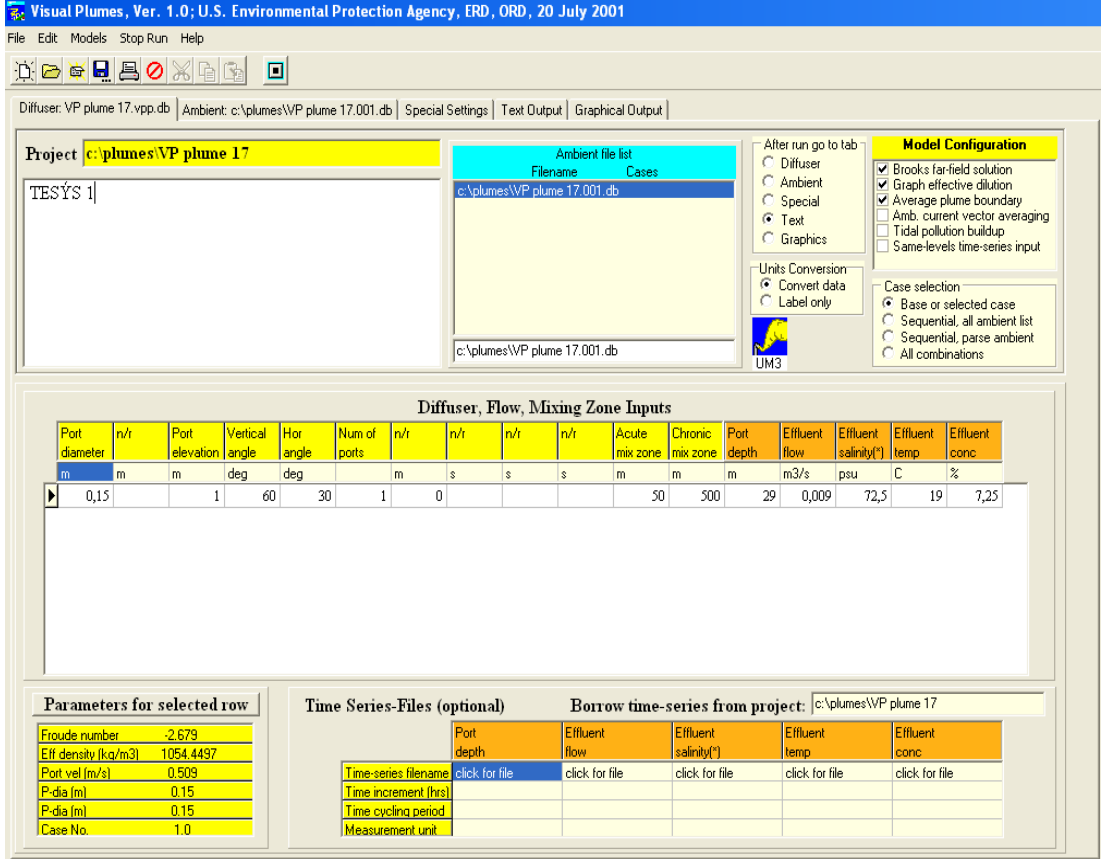 Visual Plumes, Ver. 1.0; U.S. Environmental Protection Agency, ERD, ORD, 20 July 2001
File Edit Models Stop Run Help
Diffuser: VP plume 17.vpp.db Ambient: c:\plumes\VP plume 17.001.db Special Settings Text Output Graphical Output
Project c:\plumes\VP plume 17
TESÝS 1
Ambient file list
Filename Cases
c:\plumes\VP plume 17.001.db
c:\plumes\VP plume 17.001.db
After run go to tab
Diffuser
Ambient
Special
Text
Graphics
Units Conversion
Convert data
Label only
UM3
Model Configuration
Brooks far-field solution
Graph effective dilution
Average plume boundary
Amb. current vector averaging
Tidal pollution buildup
Same-levels time-series input
Case selection
Base or selected case
Sequential, all ambient list
Sequential, parse ambient
All combinations
Diffuser, Flow, Mixing Zone Inputs
Port n/r Port Vertical Hor Num of n/r n/r n/r n/r Acute Chronic Port Effluent Effluent Effluent Effluent
diameter elevation angle angle ports mix zone mix zone depth flow salinity(*) temp conc
m m m deg deg m s s s m m m m3/s psu C %
0,15 1 60 30 1 0 50 500 29 0,009 72,5 19 7,25
Parameters for selected row
Froude number -2.679
Eff density (kg/m3) 1054.4497
Port vel (m/s) 0.509
P-dia (m) 0.15
P-dia (m) 0.15
Case No. 1.0
Time Series-Files (optional) Borrow time-series from project: c:\plumes\VP plume 17
Port Effluent Effluent Effluent Effluent
depth flow salinity(*) temp conc
Time-series filename click for file click for file click for file click for file click for file
Time increment (hrs)
Time cycling period
Measurement unit